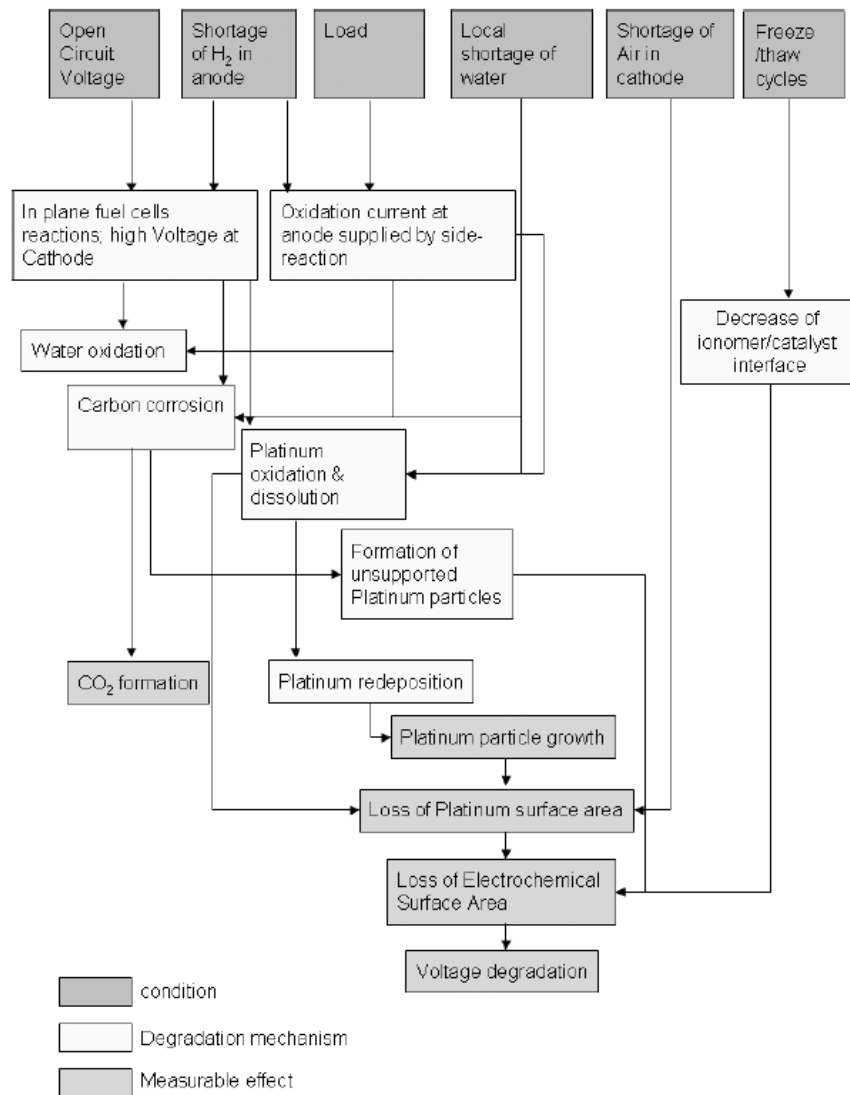 Open
Circuit
Voltage
Shortage
of H₂ in
anode
Load
Local
shortage of
water
Shortage of
Air in
cathode
Freeze
/thaw
cycles
In plane fuel cells
reactions; high Voltage at
Cathode
Oxidation current at
anode supplied by side-
reaction
Water oxidation
Decrease of
ionomer/catalyst
interface
Carbon corrosion
Platinum
oxidation &
dissolution
Formation of
unsupported
Platinum particles
CO₂ formation
Platinum redeposition
Platinum particle growth
Loss of Platinum surface area
Loss of Electrochemical
Surface Area
Voltage degradation
condition
Degradation mechanism
Measurable effect